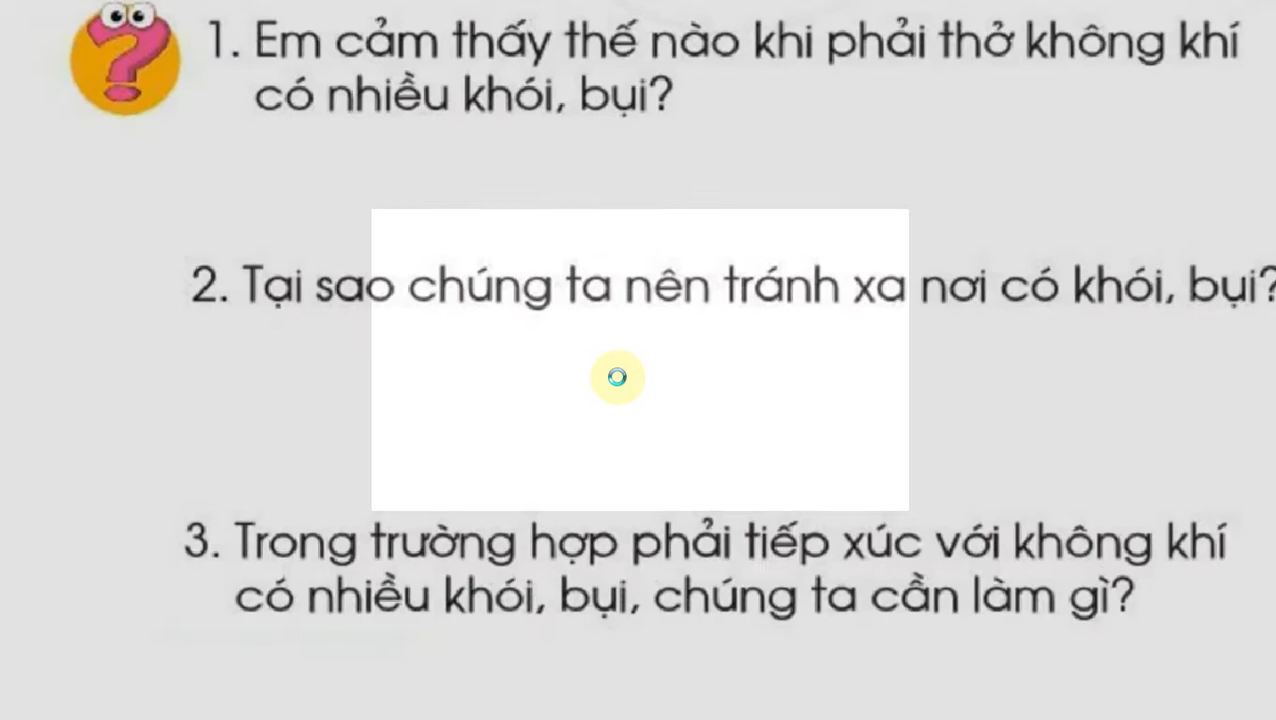 1. Em cảm thấy thế nào khi phải thở không khí
có nhiều khói, bụi?
2. Tại sao chúng ta nên tránh xa nơi có khói, bụi?
3. Trong trường hợp phải tiếp xúc với không khí
có nhiều khói, bụi, chúng ta cần làm gì?